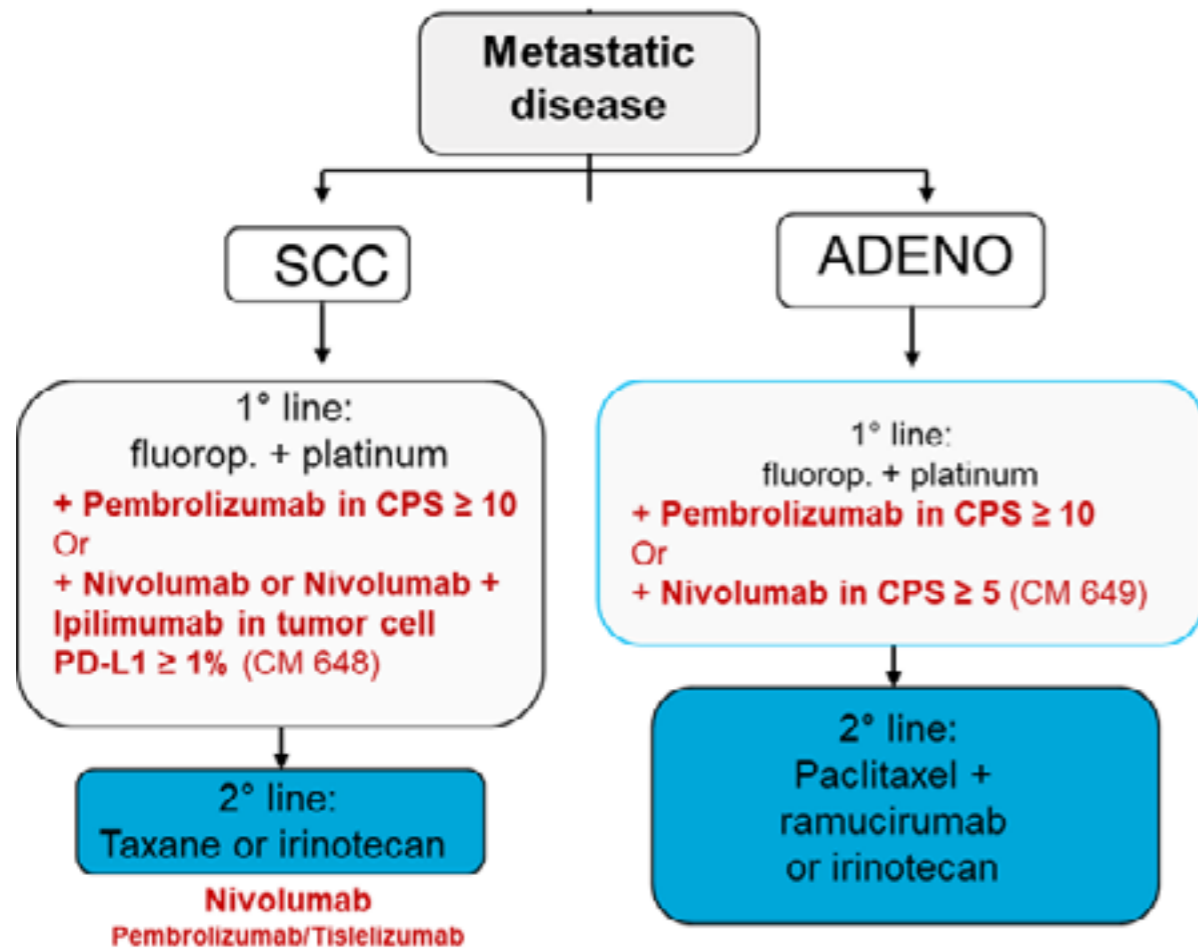 Metastatic
disease
SCC
ADENO
1° line:
fluorop. + platinum
+ Pembrolizumab in CPS ≥ 10
Or
+ Nivolumab or Nivolumab +
Ipilimumab in tumor cell
PD-L1 ≥ 1% (CM 648)
1° line:
fluorop. + platinum
+ Pembrolizumab in CPS ≥ 10
Or
+ Nivolumab in CPS ≥ 5 (CM 649)
2° line:
Taxane or irinotecan
Nivolumab
Pembrolizumab/Tislelizumab
2° line:
Paclitaxel +
ramucirumab
or irinotecan